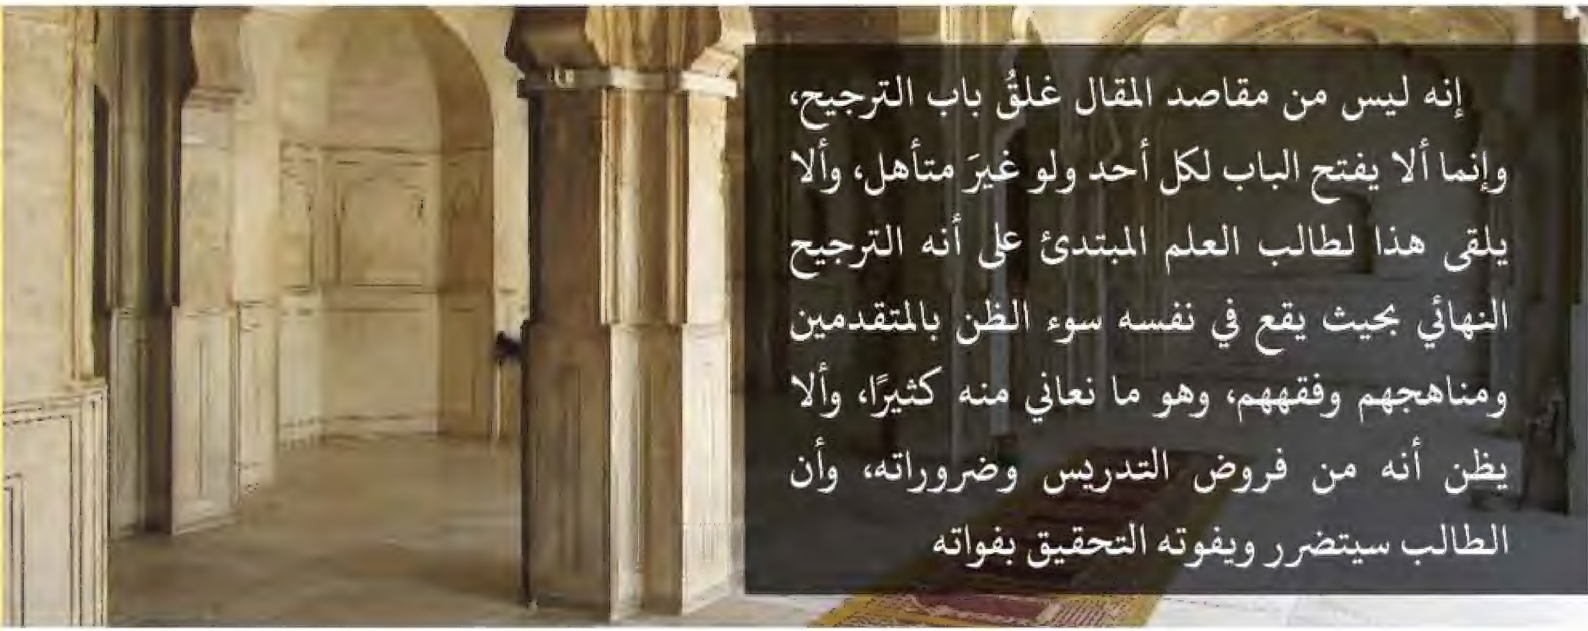 إنه ليس من مقاصد المقال غلقُ باب الترجيح،
وإنما ألا يفتح الباب لكل أحد ولو غيرَ متأهل، وألا
يلقى هذا لطالب العلم المبتدئ على أنه الترجيح
النهائي بحيث يقع في نفسه سوء الظن بالمتقدمين
ومناهجهم وفقههم، وهو ما نعاني منه كثيرًا، وألا
يظن أنه من فروض التدريس وضروراته، وأن
الطالب سيتضرر ويفوته التحقيق بفواته